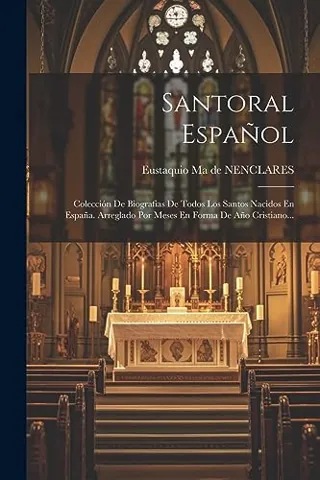 Santoral
Español
Eustaquio Ma de NENCLARES
Colección De Biografías De Todos Los Santos Nacidos En
España. Arreglado Por Meses En Forma De Año Cristiano...